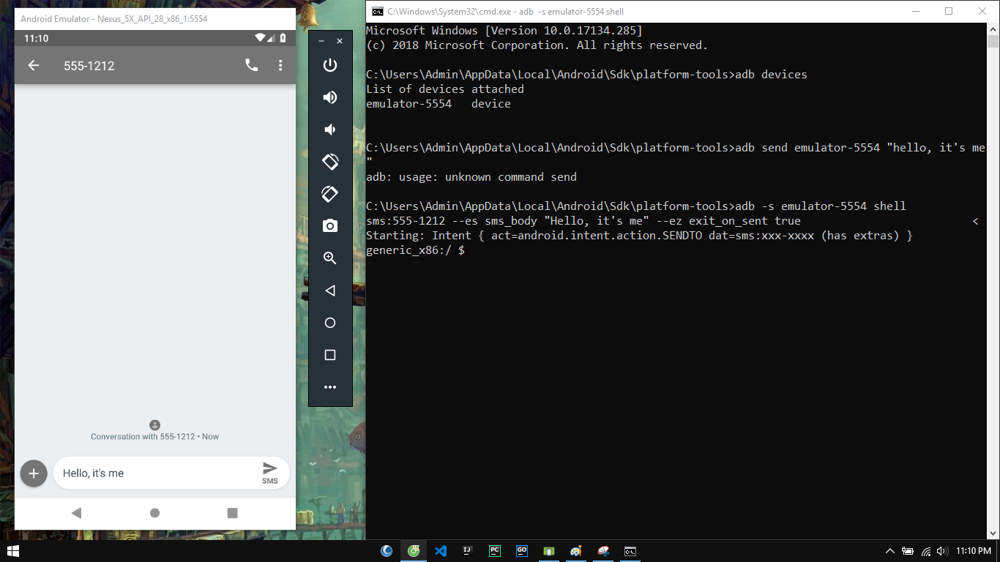 Android Emulator - Nexus_5X_API_28_x86_1:5554
11:10
555-1212
Conversation with 555-1212 • Now
Hello, it's me
SMS
C:\Windows\System32\cmd.exe - adb  -s emulator-5554 shell
Microsoft Windows [Version 10.0.17134.285]
(c) 2018 Microsoft Corporation. All rights reserved.
C:\Users\Admin\AppData\Local\Android\Sdk\platform-tools>adb devices
List of devices attached
emulator-5554   device
C:\Users\Admin\AppData\Local\Android\Sdk\platform-tools>adb send emulator-5554 "hello, it's me
"
adb: usage: unknown command send
C:\Users\Admin\AppData\Local\Android\Sdk\platform-tools>adb -s emulator-5554 shell
sms:555-1212 --es sms_body "Hello, it's me" --ez exit_on_sent true                          <
Starting: Intent { act=android.intent.action.SENDTO dat=sms:xxx-xxxx (has extras) }
generic_x86:/ $
IJ
PC
GO
C:\.
11:10 PM